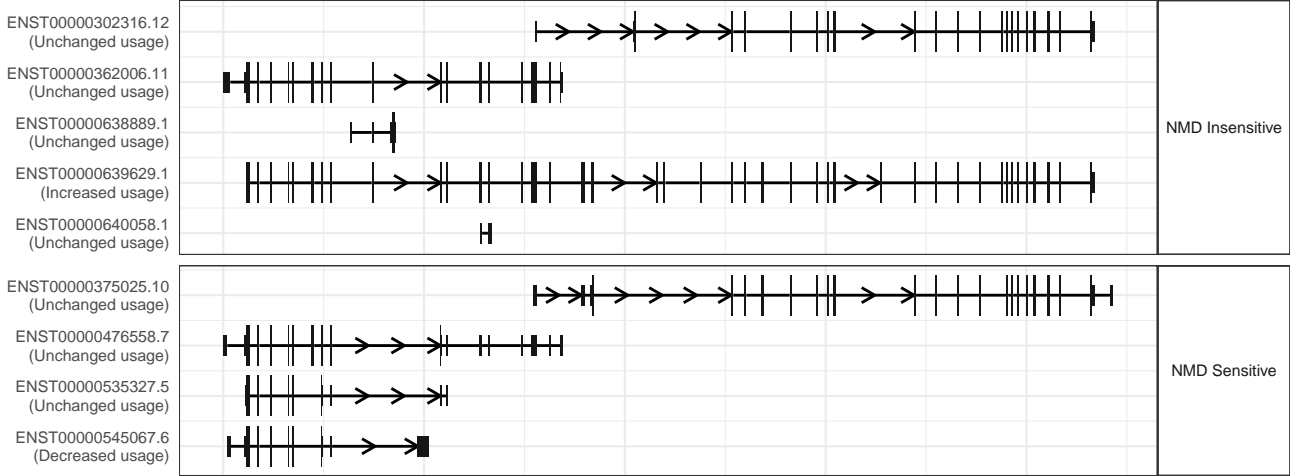 ENST00000302316.12
(Unchanged usage)
ENST00000362006.11
(Unchanged usage)
ENST00000638889.1
(Unchanged usage)
NMD Insensitive
ENST00000639629.1
(Increased usage)
ENST00000640058.1
(Unchanged usage)
ENST00000375025.10
(Unchanged usage)
ENST00000476558.7
(Unchanged usage)
NMD Sensitive
ENST00000535327.5
(Unchanged usage)
ENST00000545067.6
(Decreased usage)